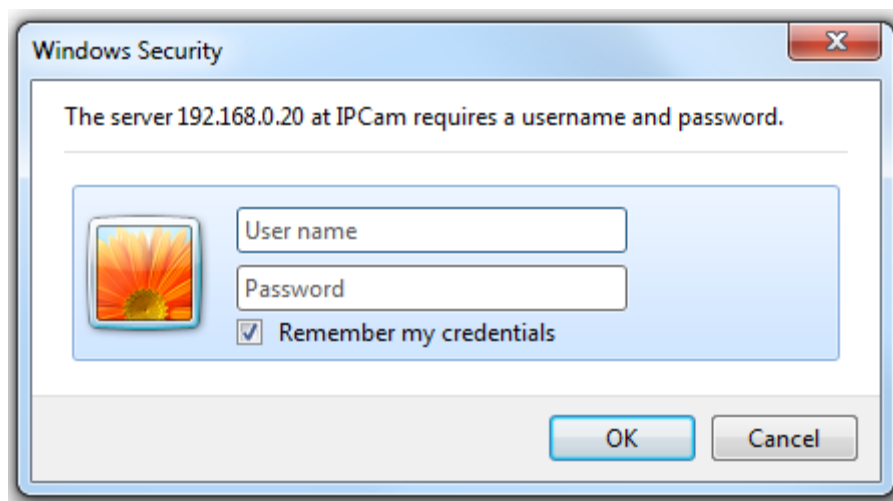 Windows Security
The server 192.168.0.20 at IPCam requires a username and password.
User name
Password
Remember my credentials
OK
Cancel